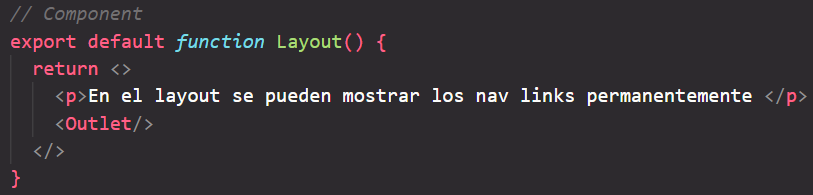 // Component
export default function Layout() {
return <>
<p>En el layout se pueden mostrar los nav links permanentemente </p>
<Outlet/>
</>
}